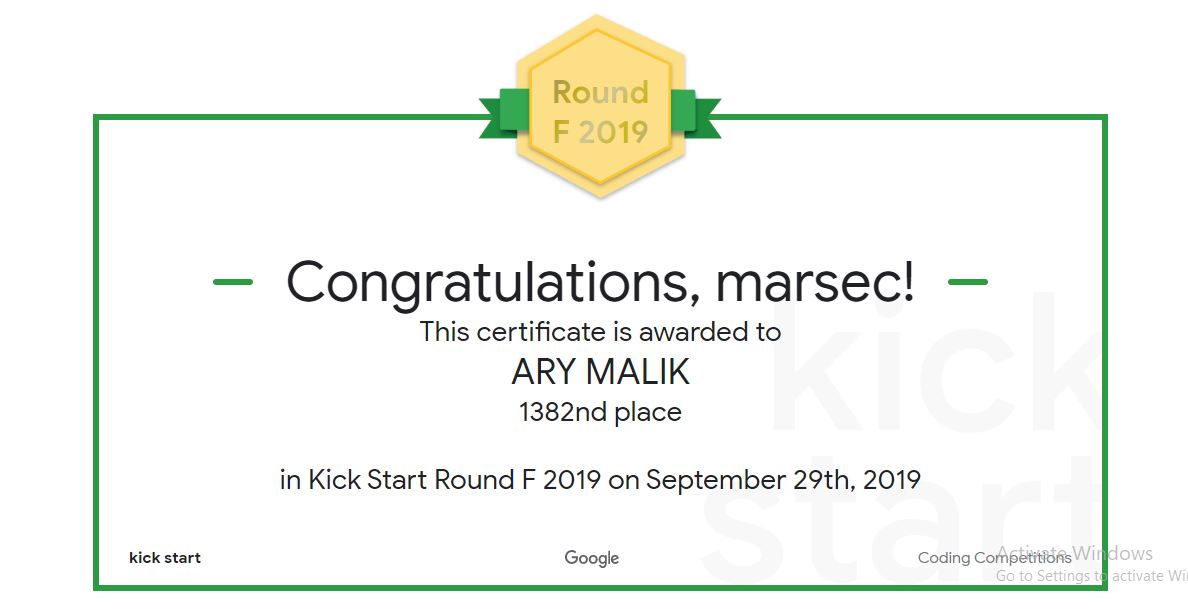 Round
F 2019
Congratulations, marsec!
This certificate is awarded to
ARY MALIK
1382nd place
in Kick Start Round F 2019 on September 29th, 2019
kick
start
kick start
Google
Coding Competitions
Activate Windows
Go to Settings to activate Wi